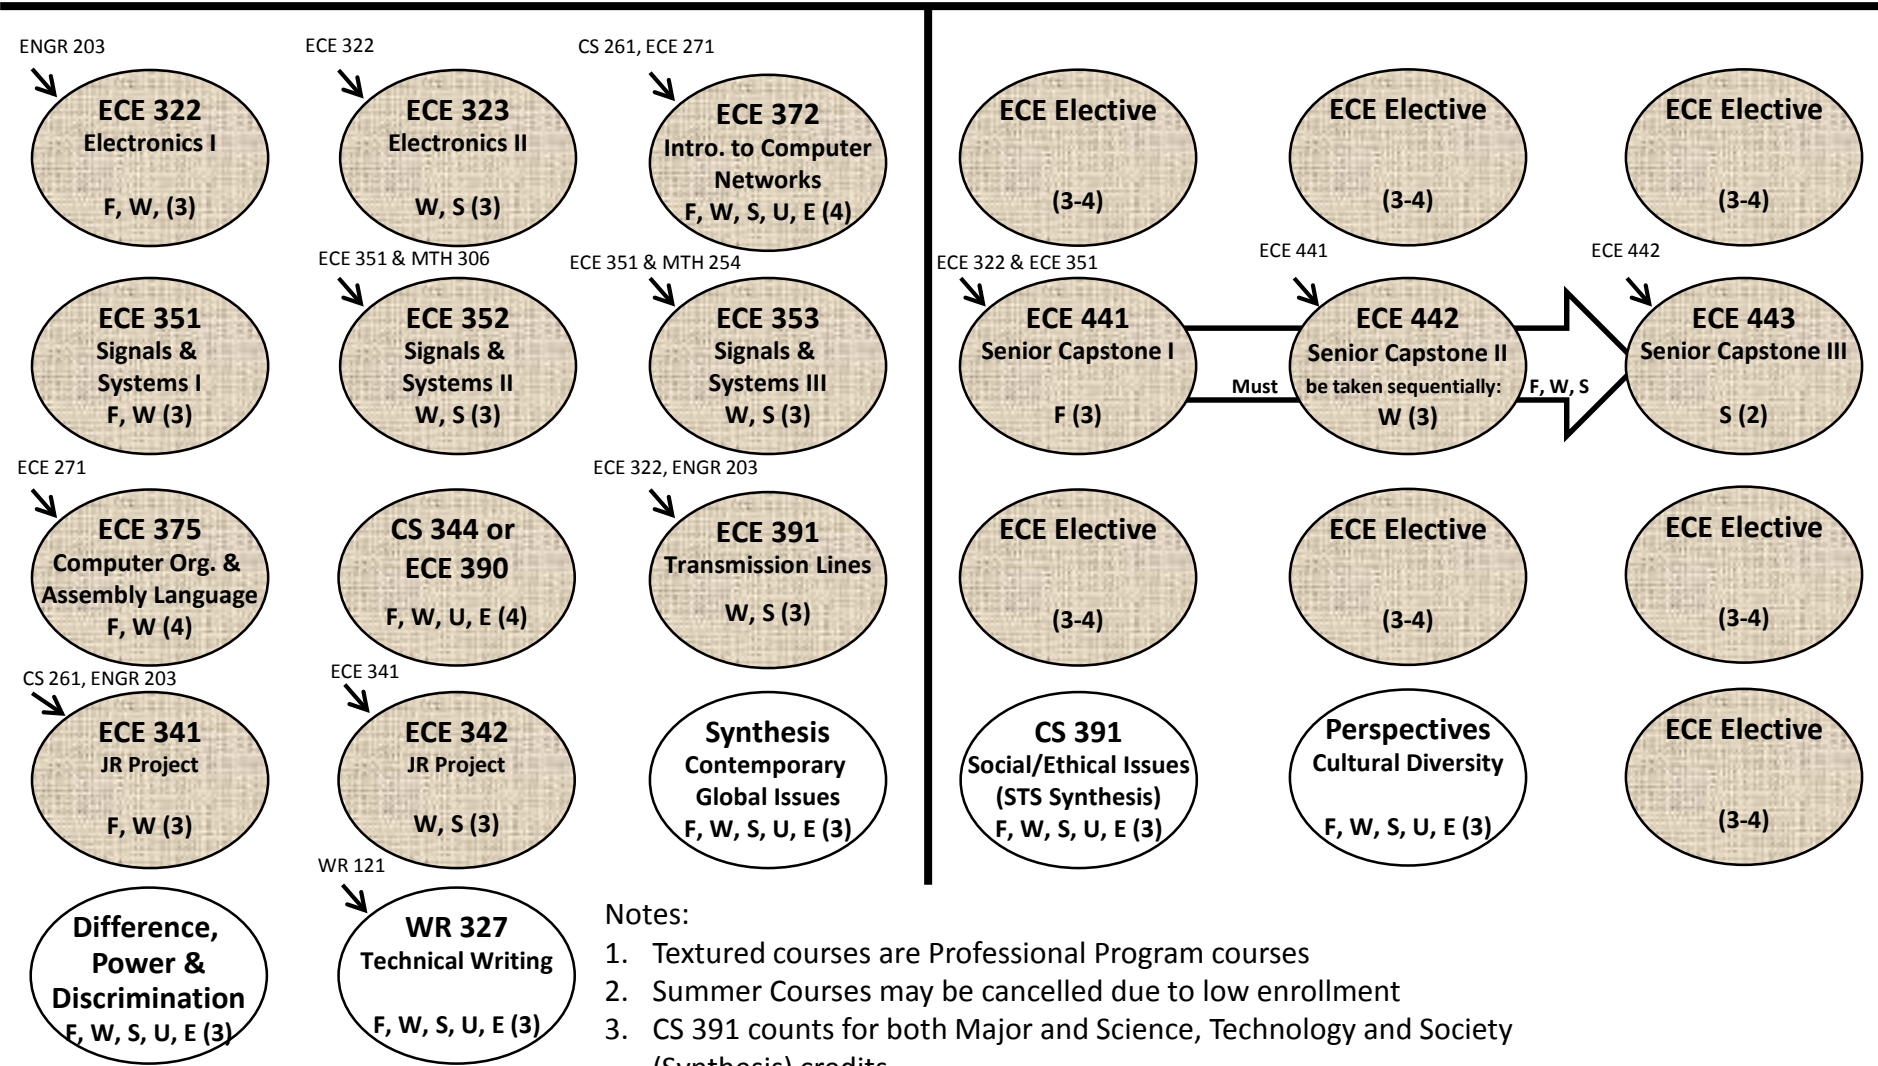 ENGR 203
ECE 322
Electronics I
F, W, (3)
ECE 322
ECE 323
Electronics II
W, S (3)
CS 261, ECE 271
ECE 372
Intro. to Computer
Networks
F, W, S, U, E (4)
ECE 351
Signals &
Systems I
F, W (3)
ECE 351 & MTH 306
ECE 352
Signals &
Systems II
W, S (3)
ECE 351 & MTH 254
ECE 353
Signals &
Systems III
W, S (3)
ECE 271
ECE 375
Computer Org. &
Assembly Language
F, W (4)
CS 344 or
ECE 390
F, W, U, E (4)
ECE 322, ENGR 203
ECE 391
Transmission Lines
W, S (3)
CS 261, ENGR 203
ECE 341
JR Project
F, W (3)
ECE 341
ECE 342
JR Project
W, S (3)
Synthesis
Contemporary
Global Issues
F, W, S, U, E (3)
Difference,
Power &
Discrimination
F, W, S, U, E (3)
WR 121
WR 327
Technical Writing
F, W, S, U, E (3)
ECE Elective
(3-4)
ECE Elective
(3-4)
ECE Elective
(3-4)
ECE 322 & ECE 351
ECE 441
Senior Capstone I
F (3)
Must
ECE 441
ECE 442
Senior Capstone II
be taken sequentially:
W (3)
F, W, S
ECE 442
ECE 443
Senior Capstone III
S (2)
ECE Elective
(3-4)
ECE Elective
(3-4)
ECE Elective
(3-4)
CS 391
Social/Ethical Issues
(STS Synthesis)
F, W, S, U, E (3)
Perspectives
Cultural Diversity
F, W, S, U, E (3)
ECE Elective
(3-4)
Notes:
1. Textured courses are Professional Program courses
2. Summer Courses may be cancelled due to low enrollment
3. CS 391 counts for both Major and Science, Technology and Society
(Synthesis) credits